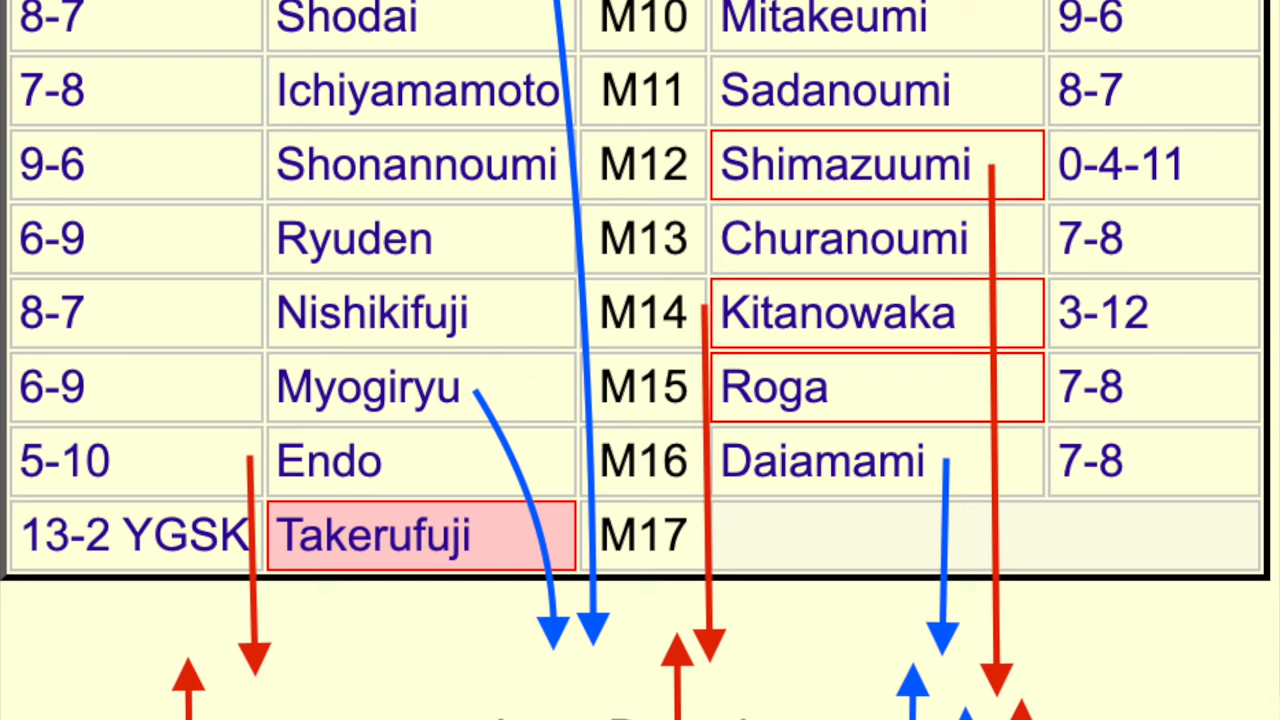 8-7 Shodai M10 Mitakeumi 9-6
7-8 Ichiyamamoto M11 Sadanoumi 8-7
9-6 Shonannoumi M12 Shimazuumi 0-4-11
6-9 Ryuden M13 Churanoumi 7-8
8-7 Nishikifuji M14 Kitanowaka 3-12
6-9 Myogiryu M15 Roga 7-8
5-10 Endo M16 Daiamami 7-8
13-2 YGSK Takerufuji M17